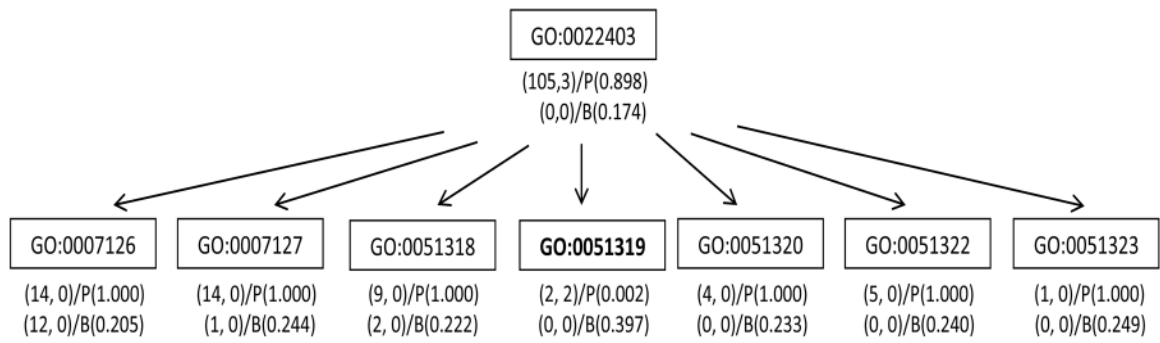 GO:0022403
(105,3)/P(0.898)
(0,0)/B(0.174)
GO:0007126 GO:0007127 GO:0051318 GO:0051319 GO:0051320 GO:0051322 GO:0051323
(14, 0)/P(1.000) (14, 0)/P(1.000) (9, 0)/P(1.000) (2, 2)/P(0.002) (4, 0)/P(1.000) (5, 0)/P(1.000) (1, 0)/P(1.000)
(12, 0)/B(0.205) (1, 0)/B(0.244) (2, 0)/B(0.222) (0, 0)/B(0.397) (0, 0)/B(0.233) (0, 0)/B(0.240) (0, 0)/B(0.249)